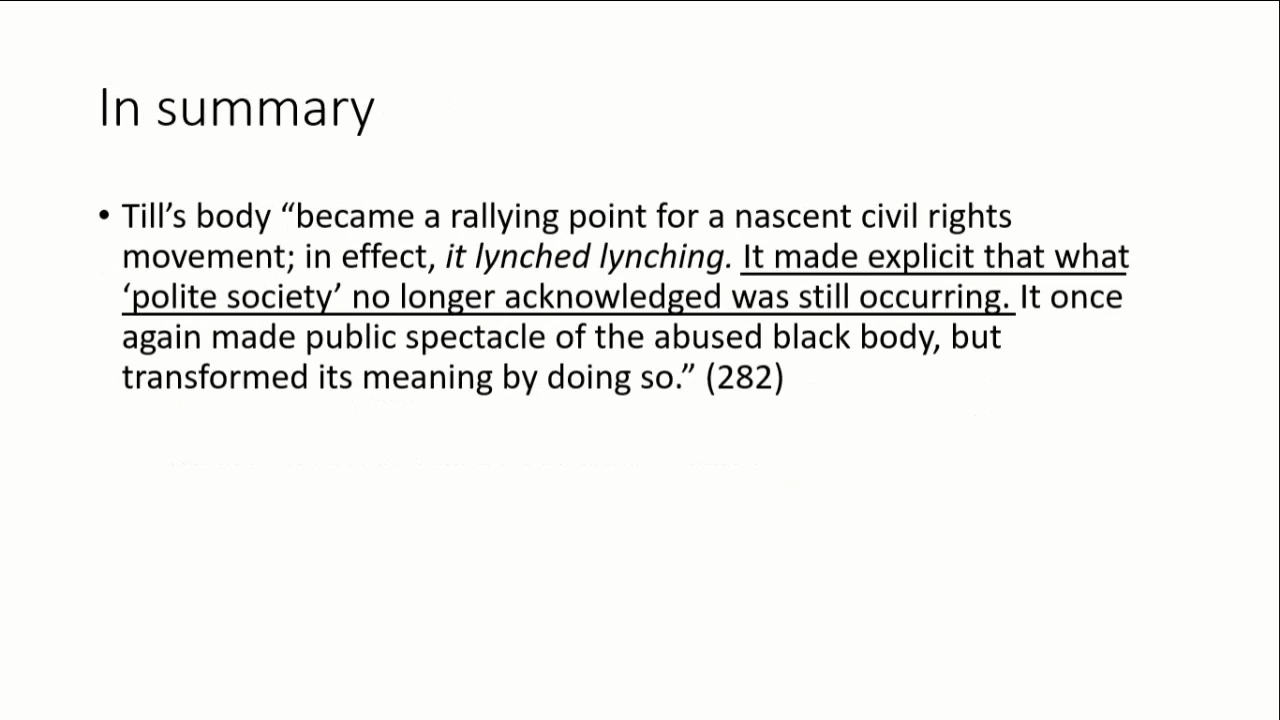 In summary
• Till’s body “became a rallying point for a nascent civil rights
movement; in effect, it lynched lynching. It made explicit that what
‘polite society’ no longer acknowledged was still occurring. It once
again made public spectacle of the abused black body, but
transformed its meaning by doing so.” (282)